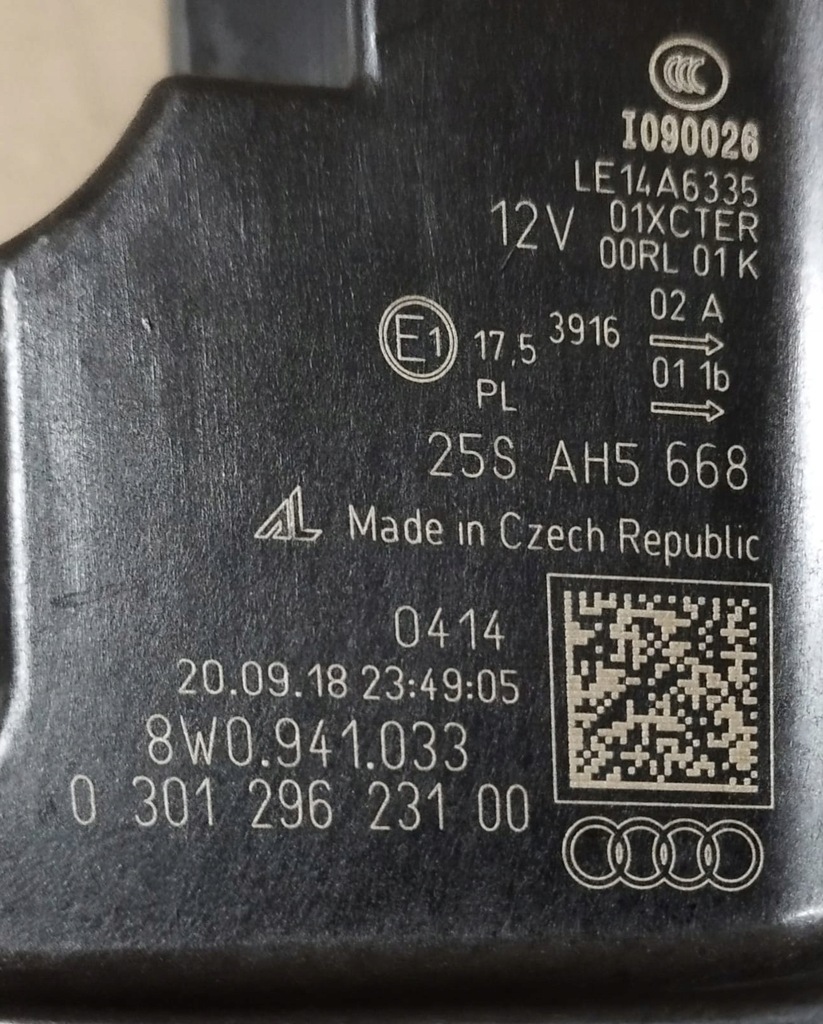 CCC
I090026
LE14A6335
12V 01XCTER
00RL 01 K
02 A
E1 17,5 3916
01 1b
PL
25S AH5 668
AL Made in Czech Republic
0414
20.09.18 23:49:05
8W0.941.033
0 301 296 231 00